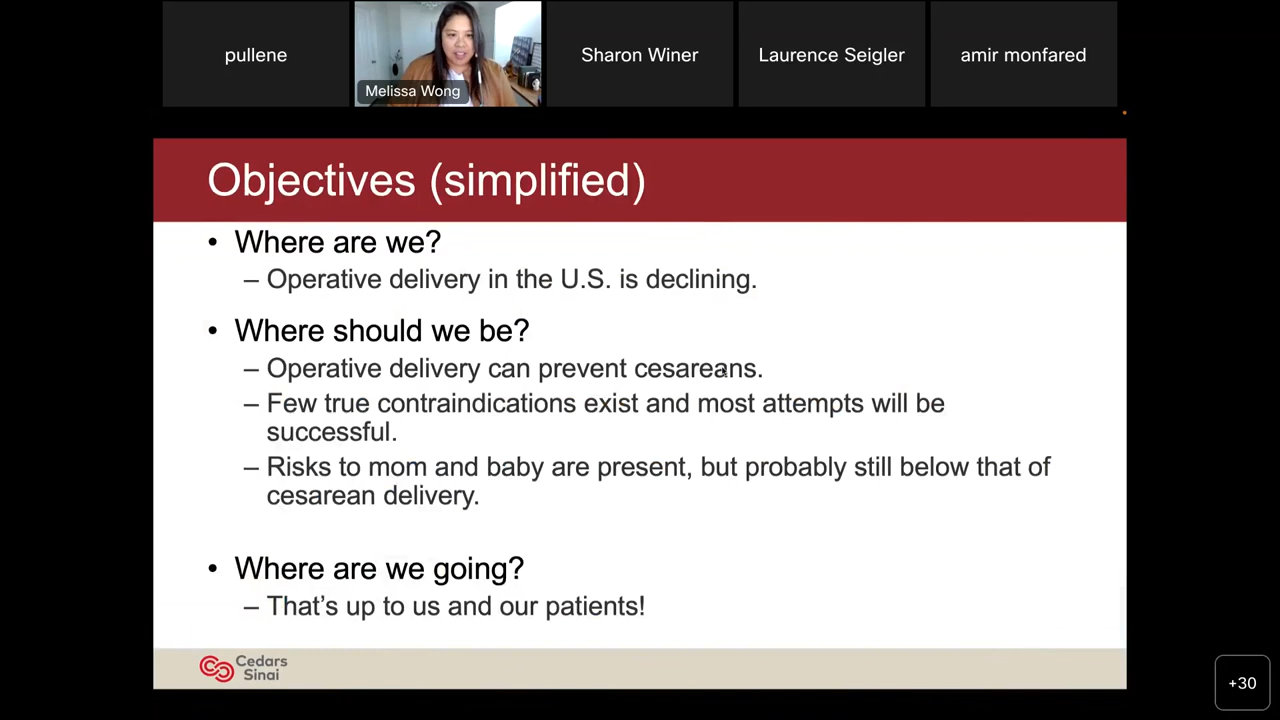 pullene
Melissa Wong
Sharon Winer
Laurence Seigler
amir monfared
Objectives (simplified)
• Where are we?
– Operative delivery in the U.S. is declining.
• Where should we be?
– Operative delivery can prevent cesareans.
– Few true contraindications exist and most attempts will be
successful.
– Risks to mom and baby are present, but probably still below that of
cesarean delivery.
• Where are we going?
– That’s up to us and our patients!
Cedars
Sinai
+30